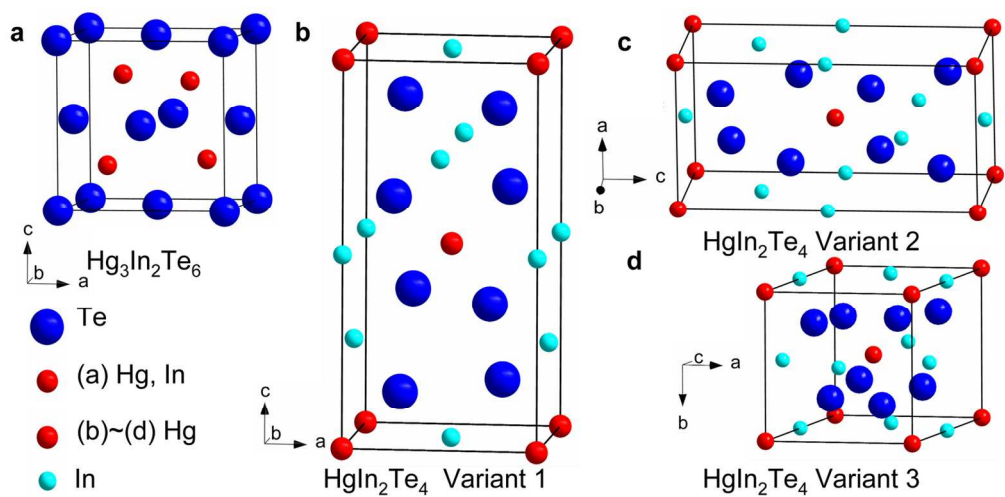 a
c
b
a
Hg₃In₂Te₆
Te
(a) Hg, In
(b)~(d) Hg
In
b
c
b
a
HgIn₂Te₄ Variant 1
c
a
c
b
HgIn₂Te₄ Variant 2
d
c
a
b
HgIn₂Te₄ Variant 3